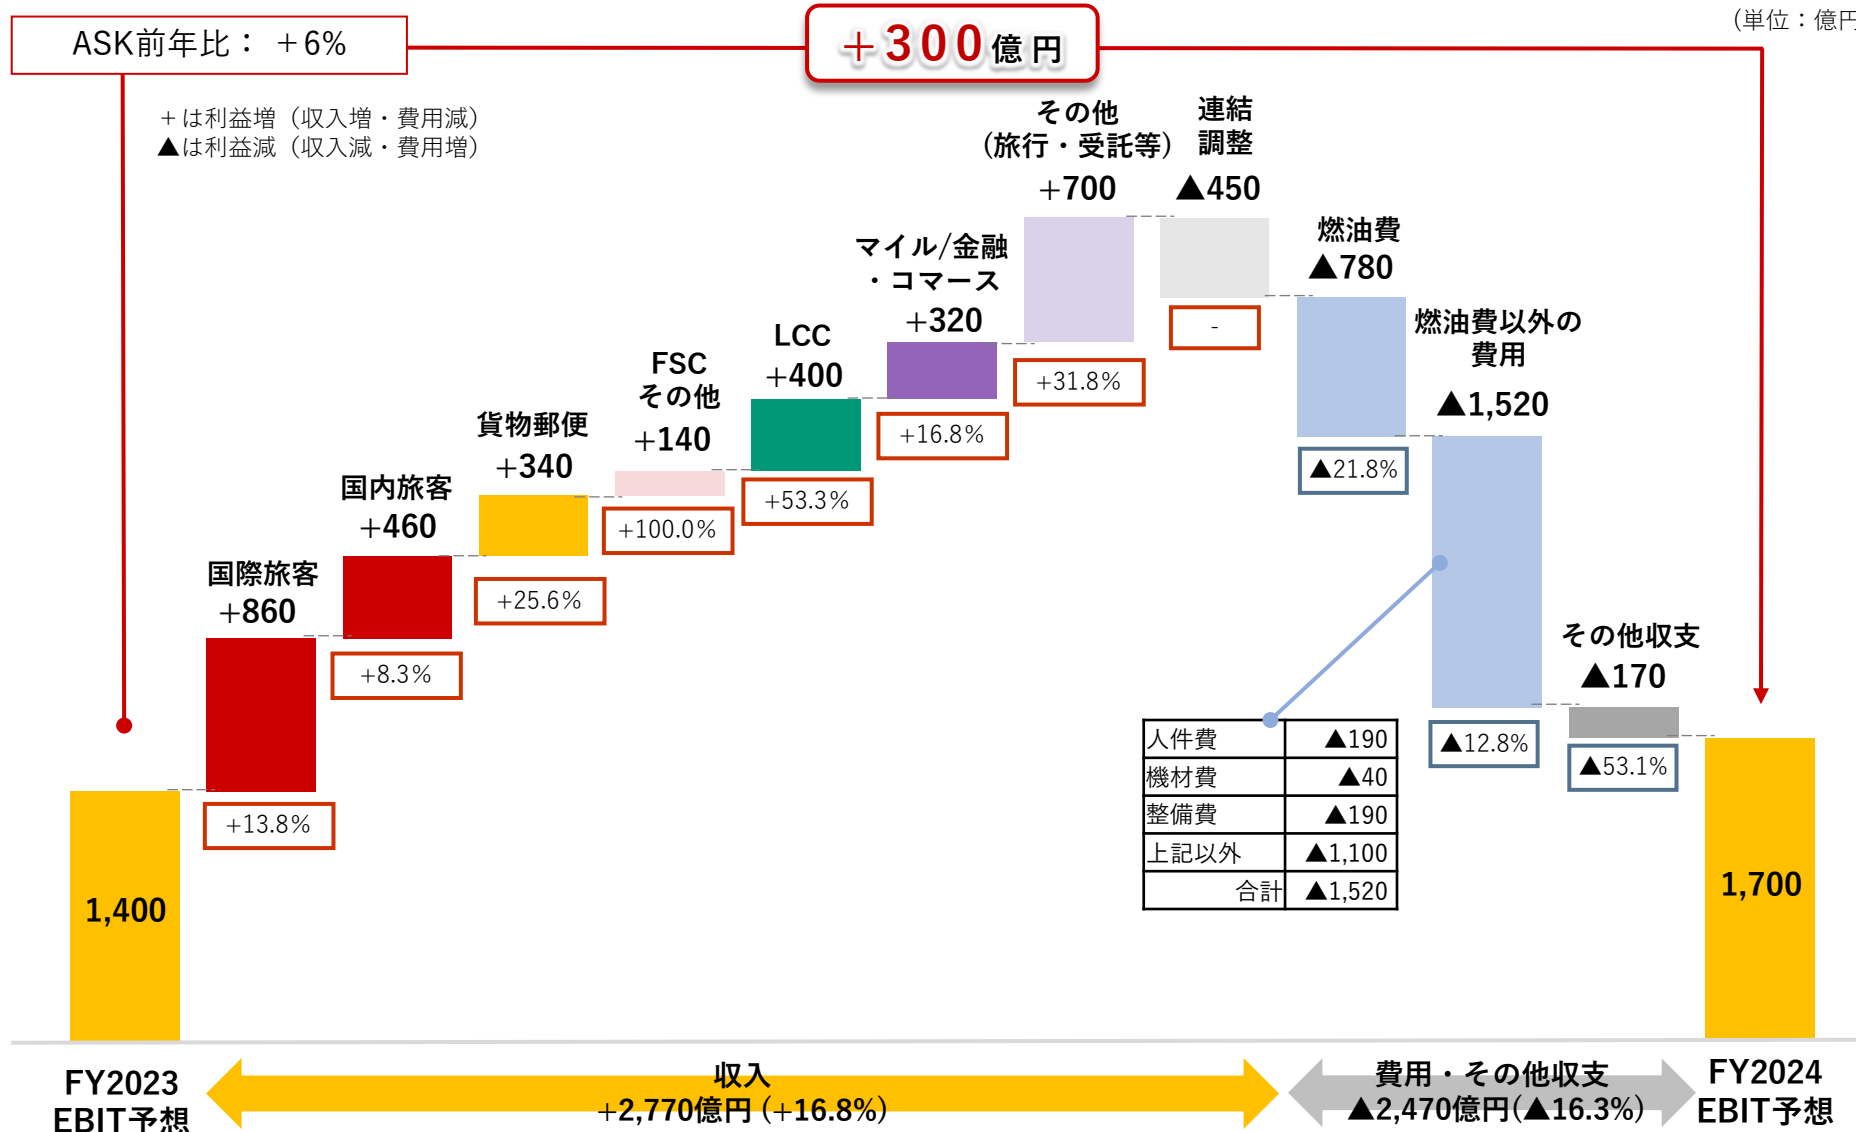 (単位：億円
ASK前年比： +6%
+300億円
+は利益増（収入増・費用減）
▲は利益減（収入減・費用増）
その他
(旅行・受託等)
+700
連結
調整
▲450
マイル/金融
・コマース
+320
燃油費
▲780
燃油費以外の
費用
▲1,520
LCC
+400
FSC
その他
+140
貨物郵便
+340
国内旅客
+460
国際旅客
+860
その他収支
▲170
-
+31.8%
+16.8%
+53.3%
+100.0%
+25.6%
+8.3%
+13.8%
▲21.8%
▲12.8%
▲53.1%
人件費 ▲190
機材費 ▲40
整備費 ▲190
上記以外 ▲1,100
合計 ▲1,520
1,400
1,700
FY2023
EBIT予想
収入
+2,770億円 (+16.8%)
費用・その他収支
▲2,470億円(▲16.3%)
FY2024
EBIT予想